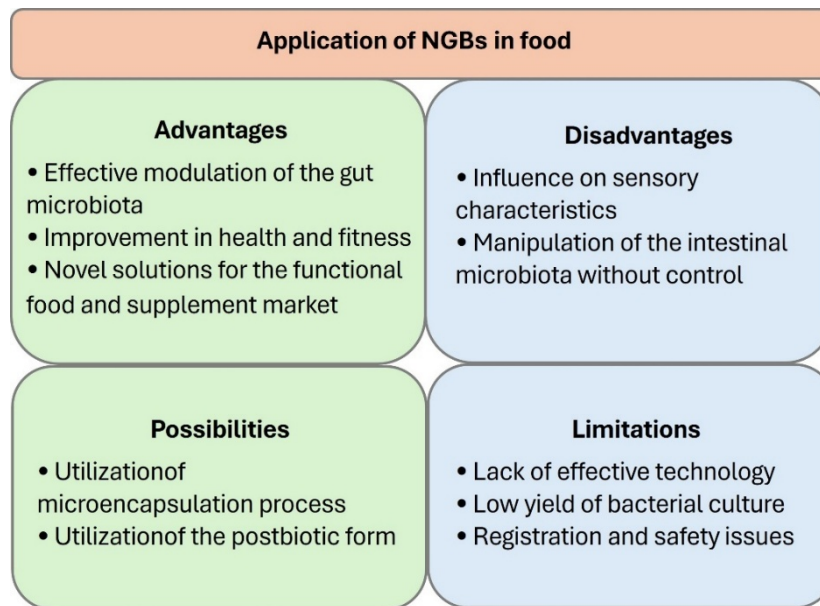 Application of NGBs in food
Advantages
• Effective modulation of the gut
microbiota
• Improvement in health and fitness
• Novel solutions for the functional
food and supplement market
Disadvantages
• Influence on sensory
characteristics
• Manipulation of the intestinal
microbiota without control
Possibilities
• Utilizationof
microencapsulation process
• Utilizationof the postbiotic form
Limitations
• Lack of effective technology
• Low yield of bacterial culture
• Registration and safety issues